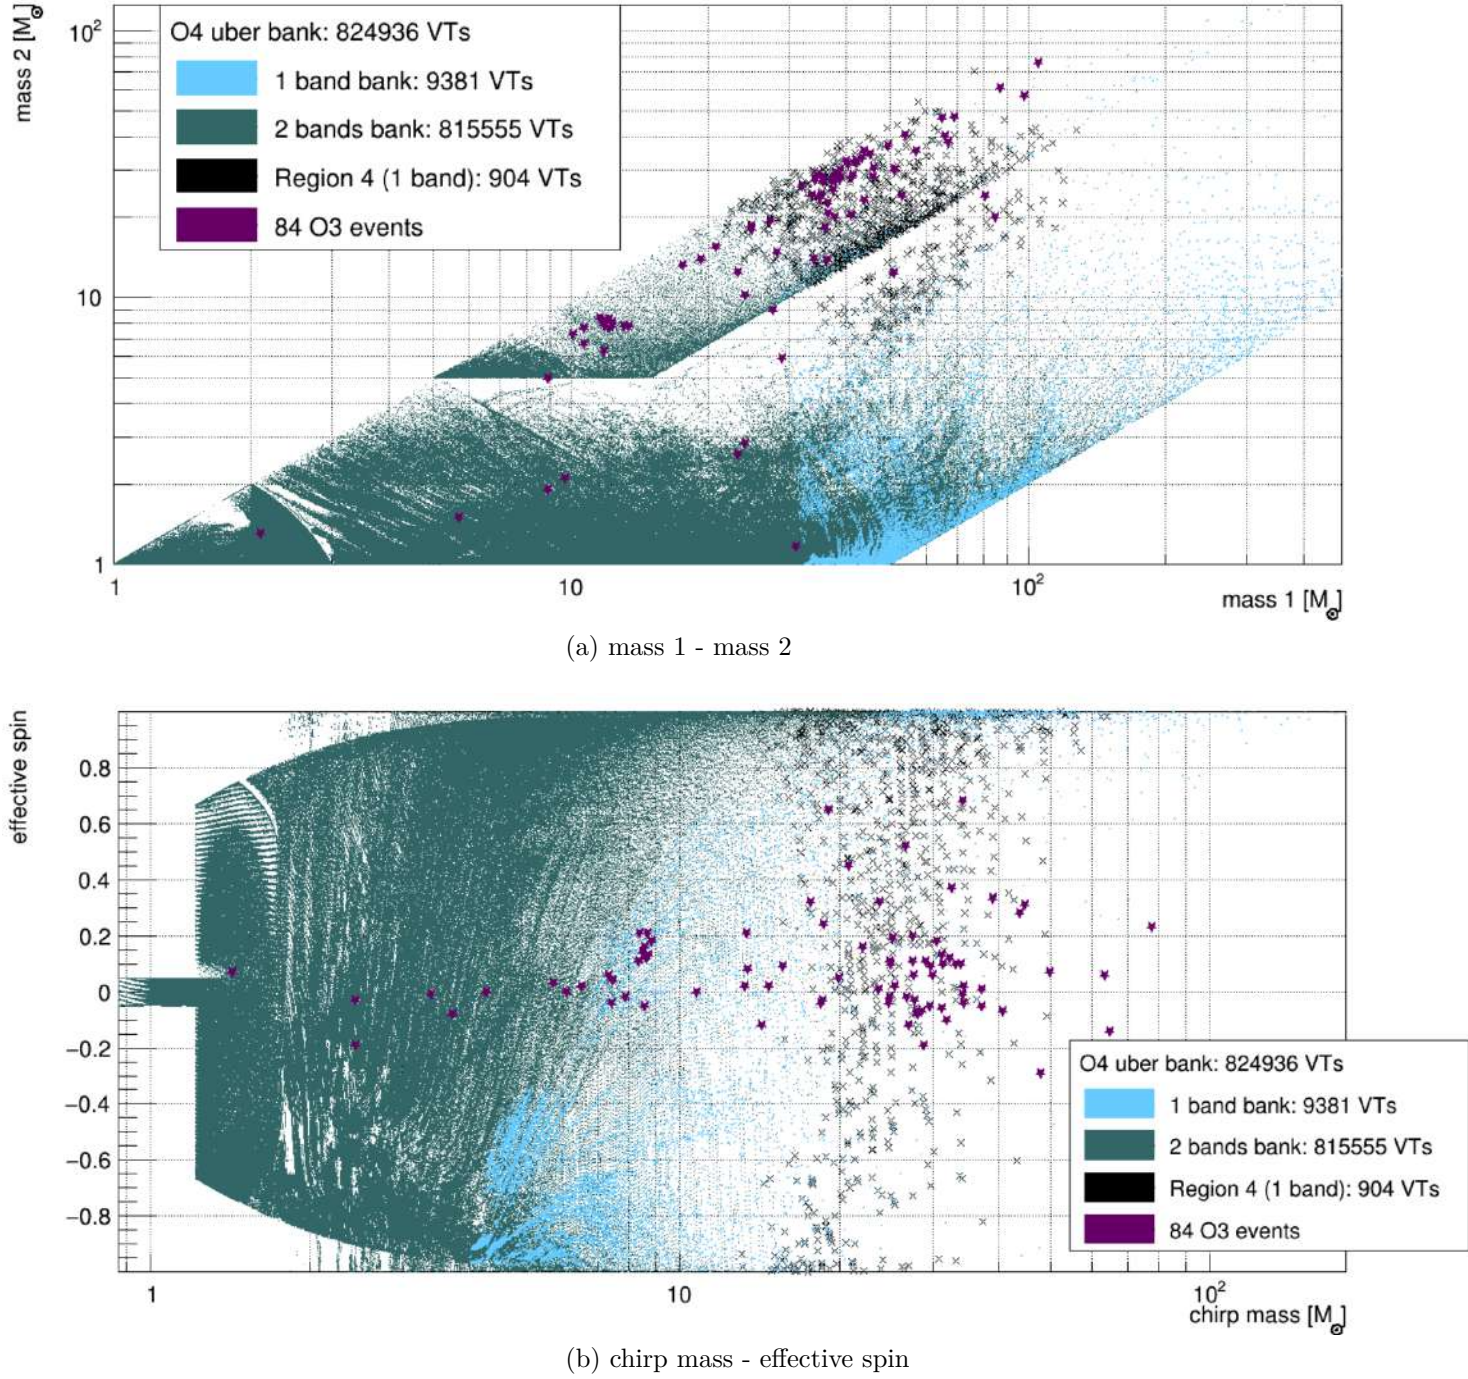 mass 2 [M⊙]
10²
10
1
O4 uber bank: 824936 VTs
1 band bank: 9381 VTs
2 bands bank: 815555 VTs
Region 4 (1 band): 904 VTs
84 O3 events
1
10
10²
mass 1 [M⊙]
(a) mass 1 - mass 2
effective spin
0.8
0.6
0.4
0.2
0
−0.2
−0.4
−0.6
−0.8
O4 uber bank: 824936 VTs
1 band bank: 9381 VTs
2 bands bank: 815555 VTs
Region 4 (1 band): 904 VTs
84 O3 events
1
10
10²
chirp mass [M⊙]
(b) chirp mass - effective spin